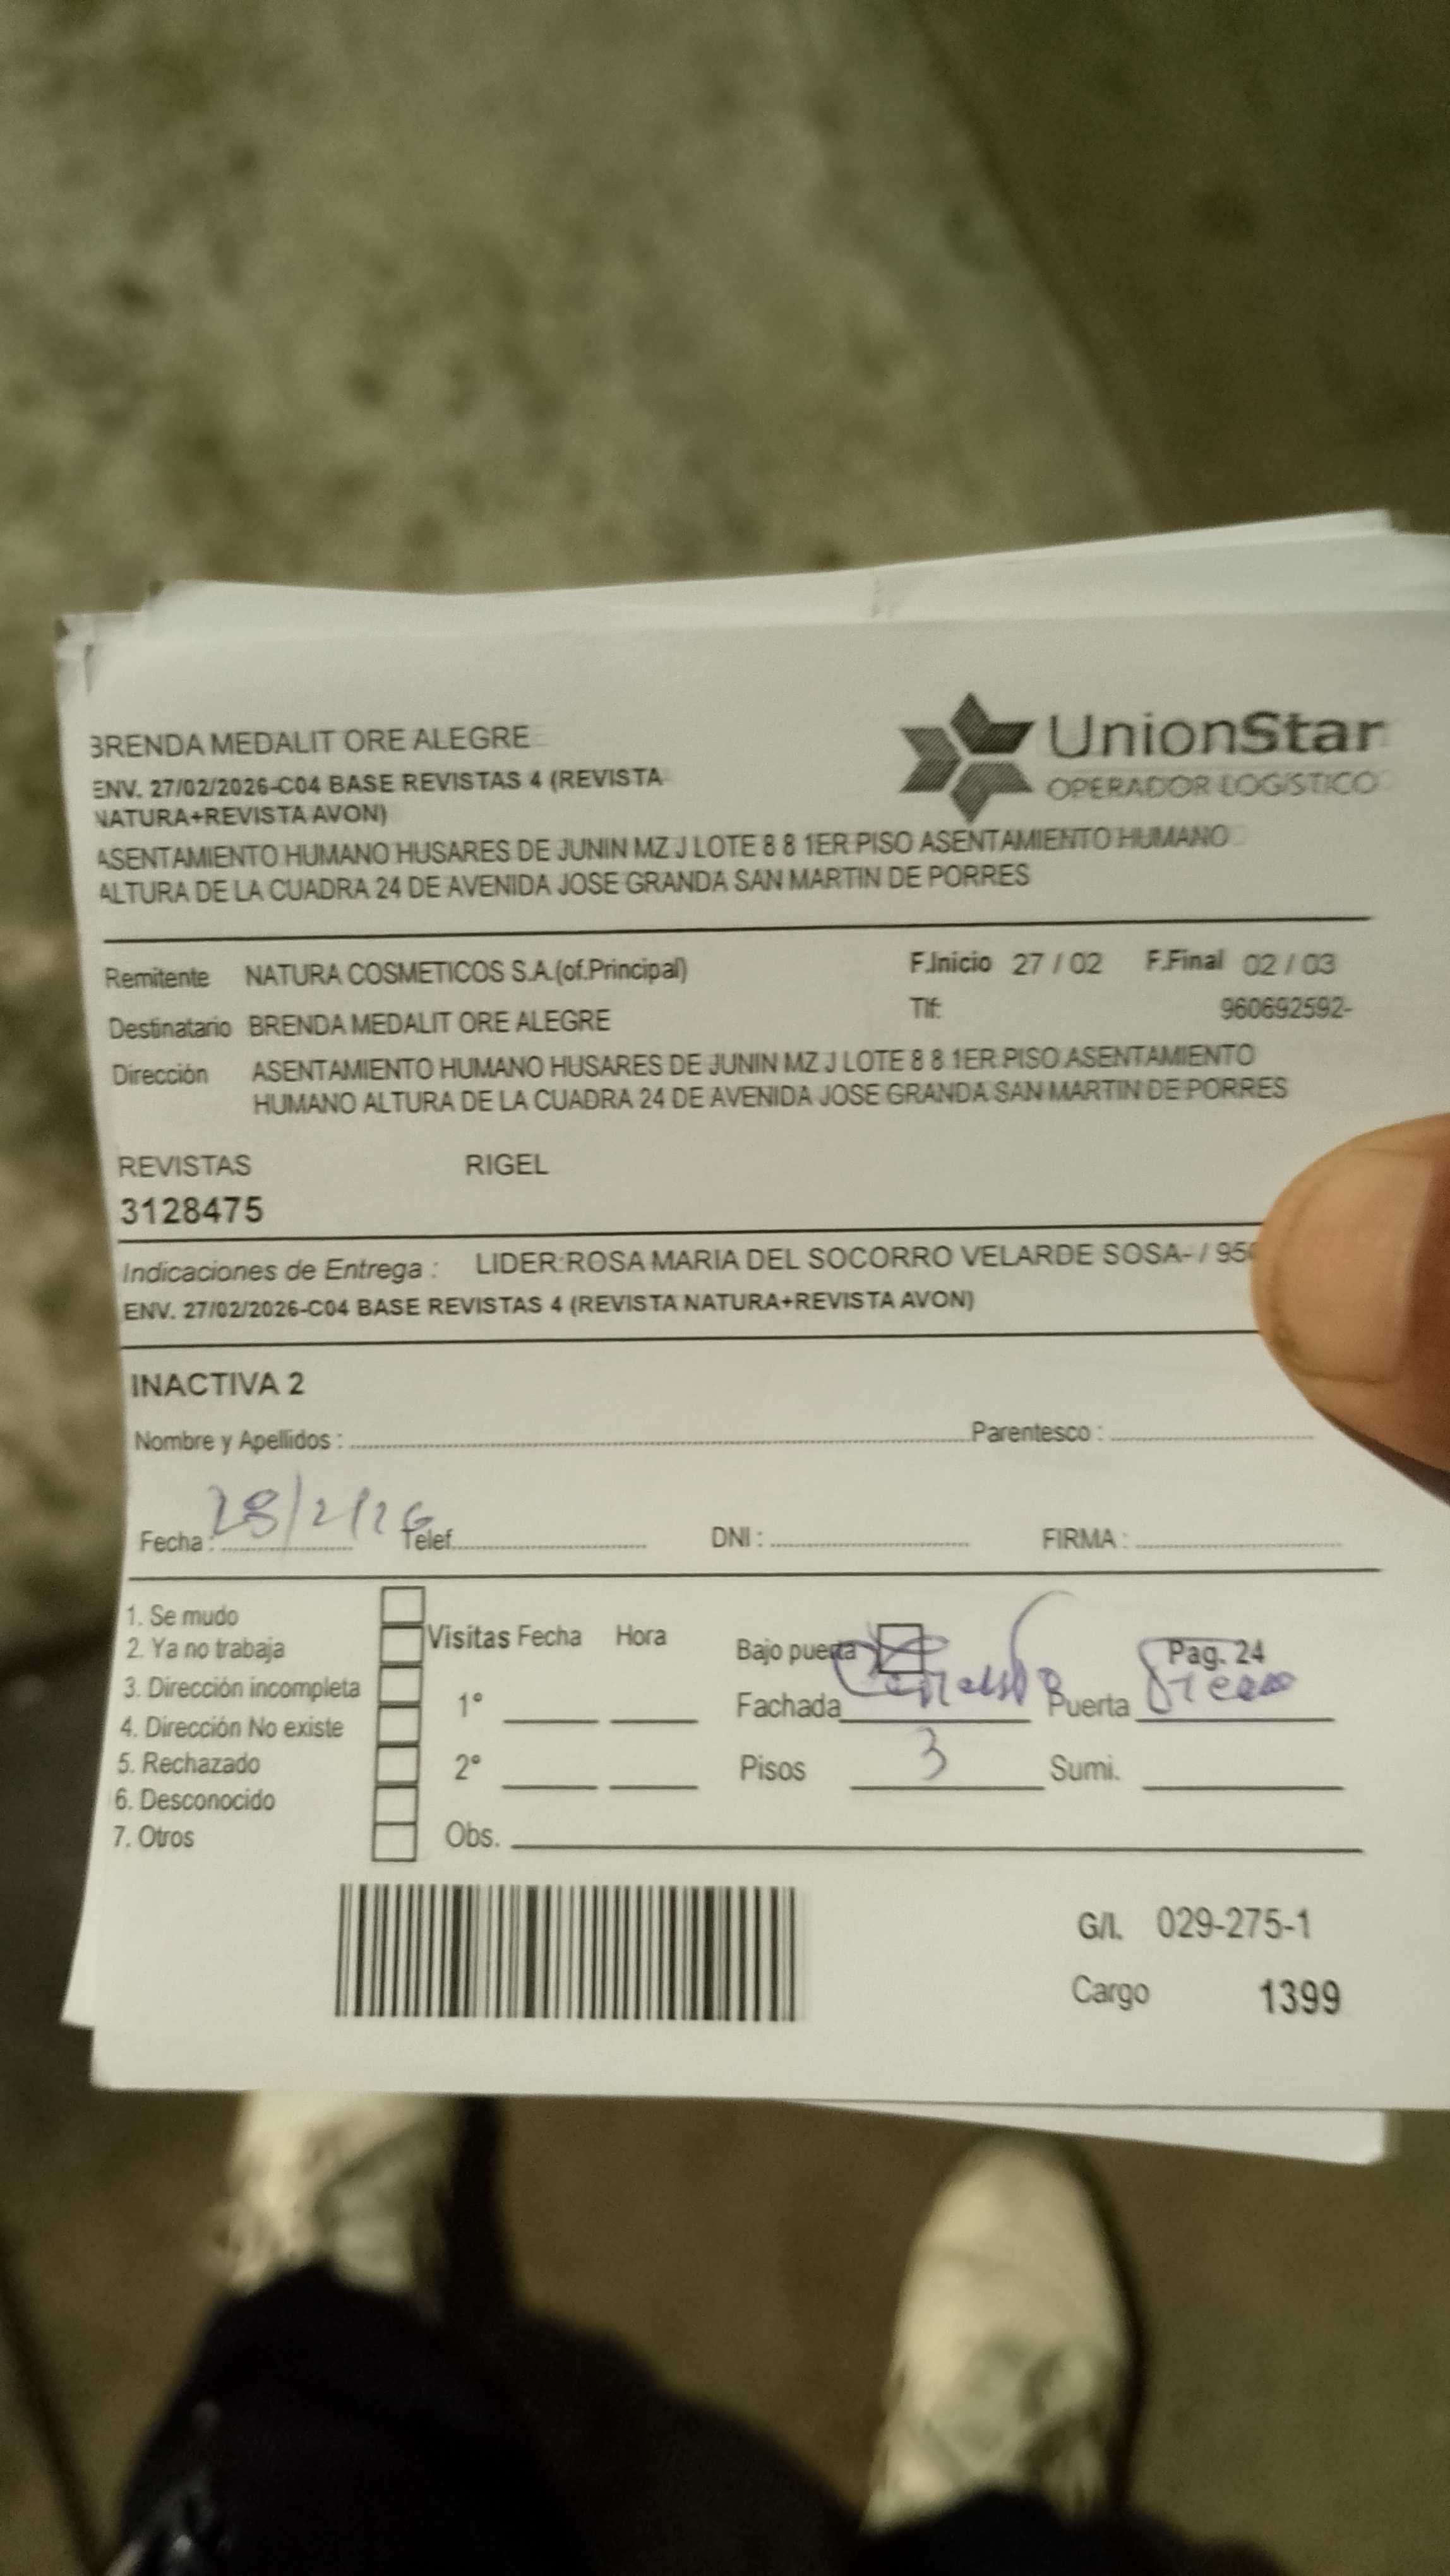 BRENDA MEDALIT ORE ALEGRE
UnionStar
OPERADOR LOGÍSTICO
ENV. 27/02/2026-C04 BASE REVISTAS 4 (REVISTA
NATURA+REVISTA AVON)
ASENTAMIENTO HUMANO HUSARES DE JUNIN MZ J LOTE 8 8 1ER PISO ASENTAMIENTO HUMANO
ALTURA DE LA CUADRA 24 DE AVENIDA JOSE GRANDA SAN MARTIN DE PORRES
Remitente NATURA COSMETICOS S.A.(of.Principal) F.Inicio 27 / 02 F.Final 02 / 03
Destinatario BRENDA MEDALIT ORE ALEGRE Tlf: 960692592-
Dirección ASENTAMIENTO HUMANO HUSARES DE JUNIN MZ J LOTE 8 8 1ER PISO ASENTAMIENTO
HUMANO ALTURA DE LA CUADRA 24 DE AVENIDA JOSE GRANDA SAN MARTIN DE PORRES
REVISTAS RIGEL
3128475
Indicaciones de Entrega : LIDER:ROSA MARIA DEL SOCORRO VELARDE SOSA- / 95
ENV. 27/02/2026-C04 BASE REVISTAS 4 (REVISTA NATURA+REVISTA AVON)
INACTIVA 2
Nombre y Apellidos : Parentesco :
Fecha : 28/2/26 Telef. DNI : FIRMA :
1. Se mudo
2. Ya no trabaja
3. Dirección incompleta
4. Dirección No existe
5. Rechazado
6. Desconocido
7. Otros
Visitas Fecha Hora
1°
2°
Obs.
Bajo puerta Pag. 24
Fachada Puerta
Pisos 3 Sumi.
G/I. 029-275-1
Cargo 1399